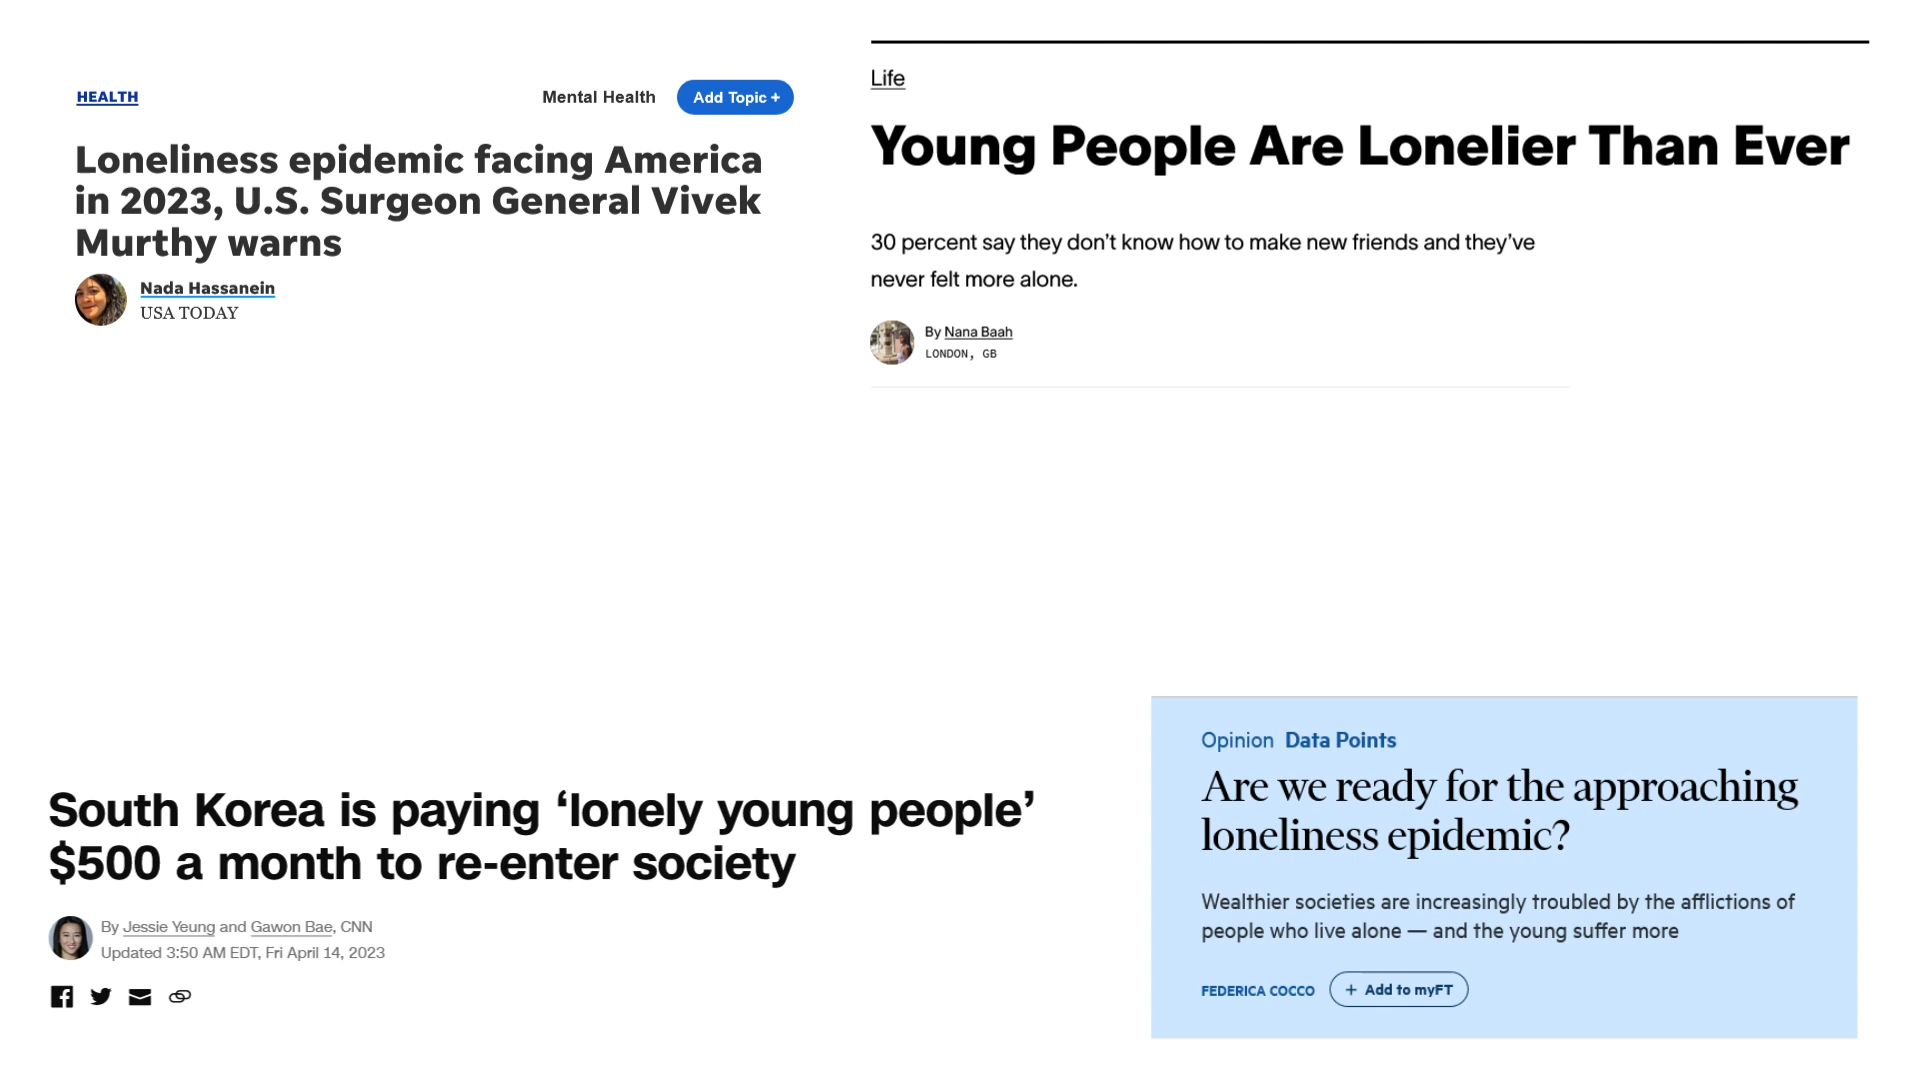 HEALTH
Mental Health
Add Topic +
Loneliness epidemic facing America
in 2023, U.S. Surgeon General Vivek
Murthy warns
Nada Hassanein
USA TODAY
Life
Young People Are Lonelier Than Ever
30 percent say they don’t know how to make new friends and they’ve
never felt more alone.
By Nana Baah
LONDON, GB
South Korea is paying ‘lonely young people’
$500 a month to re-enter society
By Jessie Yeung and Gawon Bae, CNN
Updated 3:50 AM EDT, Fri April 14, 2023
Opinion Data Points
Are we ready for the approaching
loneliness epidemic?
Wealthier societies are increasingly troubled by the afflictions of
people who live alone — and the young suffer more
FEDERICA COCCO
+ Add to myFT